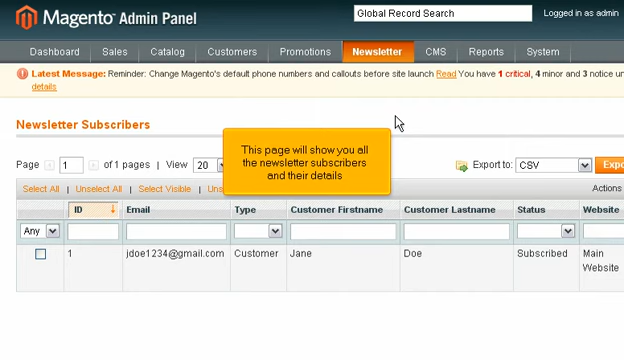 Magento Admin Panel
Global Record Search
Logged in as admin
Dashboard Sales Catalog Customers Promotions Newsletter CMS Reports System
Latest Message: Reminder: Change Magento's default phone numbers and callouts before site launch Read You have 1 critical, 4 minor and 3 notice
details
Newsletter Subscribers
This page will show you all
the newsletter subscribers
and their details
Page 1 of 1 pages | View 20
Export to: CSV
Select All | Unselect All | Select Visible |
Actions
ID Email Type Customer Firstname Customer Lastname Status Website
Any
1 jdoe1234@gmail.com Customer Jane Doe Subscribed Main
Website